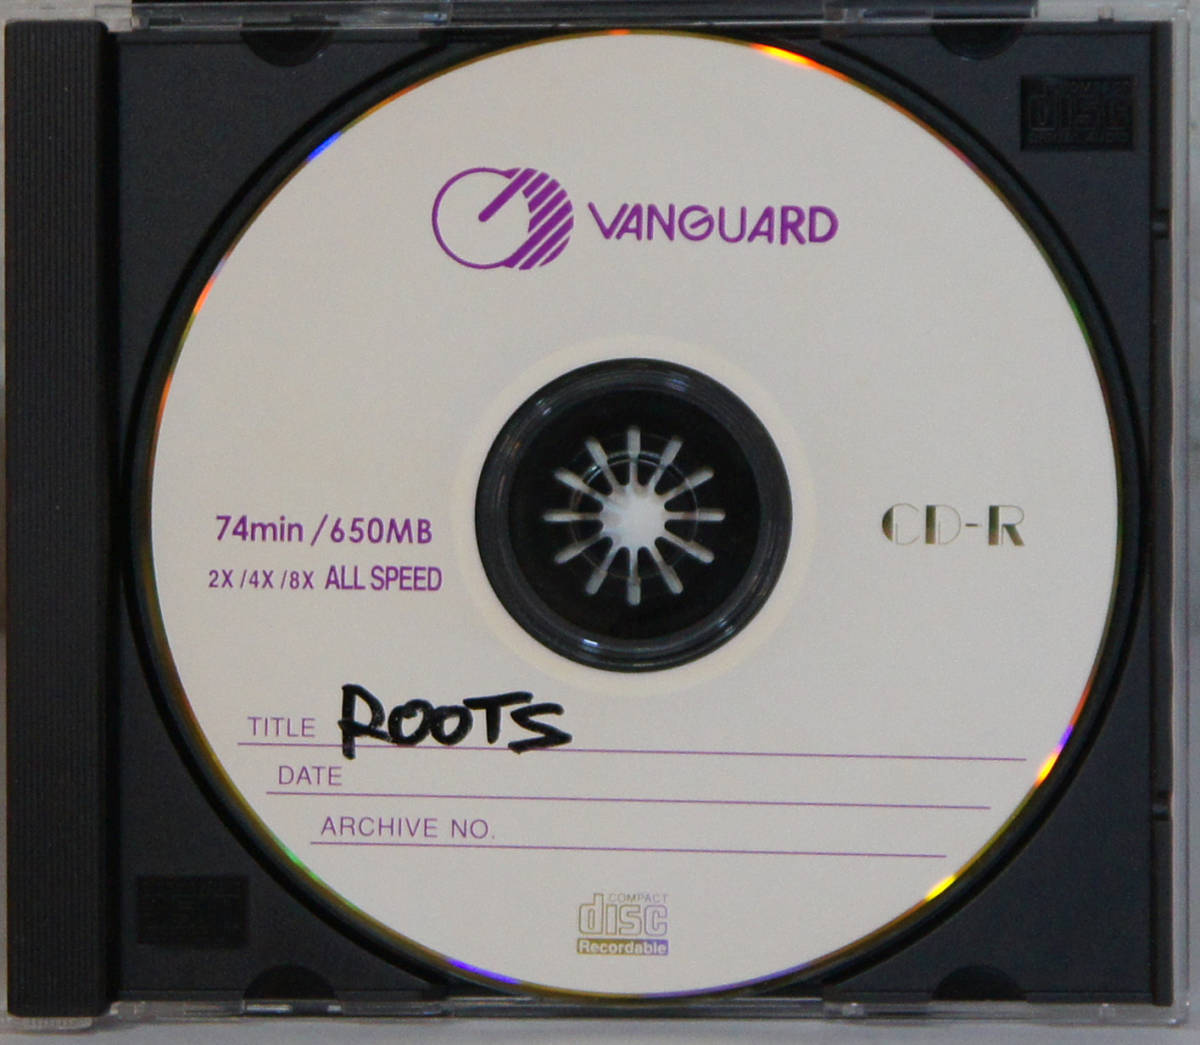 VANGUARD
74min/650MB
CD-R
2X/4X/8X ALL SPEED
TITLE ROOTS
DATE
ARCHIVE NO.
COMPACT
disc
Recordable